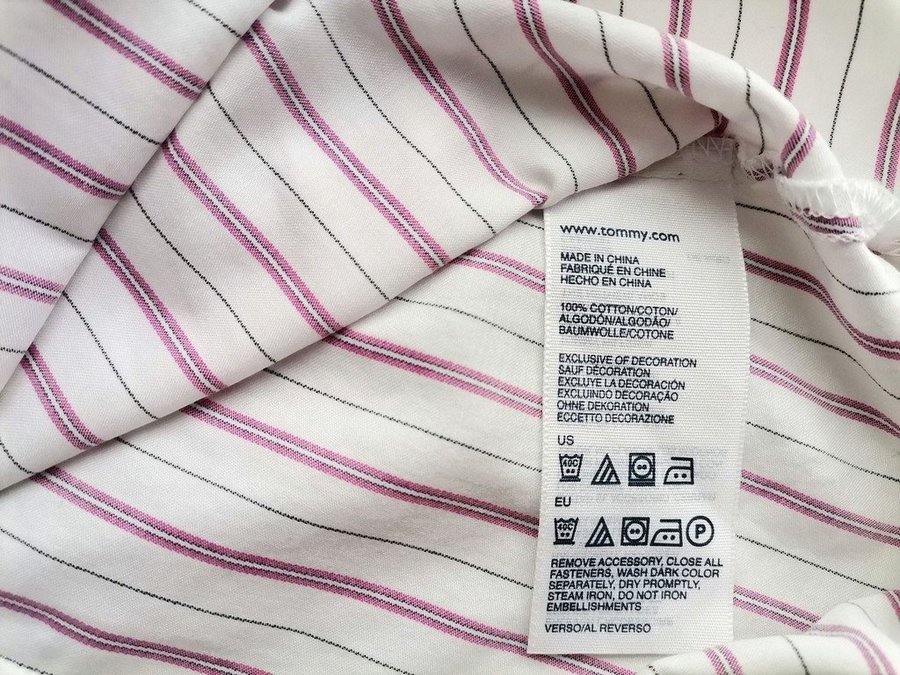 www.tommy.com
MADE IN CHINA
FABRIQUÉ EN CHINE
HECHO EN CHINA
100% COTTON/COTON/
ALGODÓN/ALGODÃO/
BAUMWOLLE/COTONE
EXCLUSIVE OF DECORATION
SAUF DÉCORATION
EXCLUYE LA DECORACIÓN
EXCLUINDO DECORAÇÃO
OHNE DEKORATION
ECCETTO DECORAZIONE
US
40C
EU
40C P
REMOVE ACCESSORY, CLOSE ALL
FASTENERS, WASH DARK COLOR
SEPARATELY, DRY PROMPTLY,
STEAM IRON, DO NOT IRON
EMBELLISHMENTS
VERSO/AL REVERSO